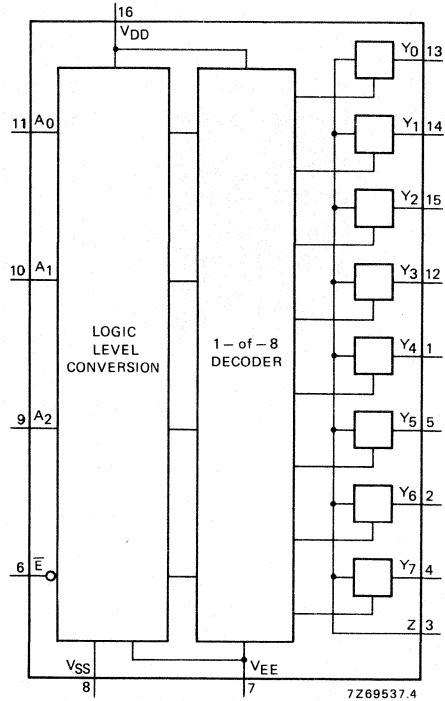 16
VDD
Y0 13
11 A0
Y1 14
Y2 15
10 A1
Y3 12
LOGIC
LEVEL
CONVERSION
1-of-8
DECODER
Y4 1
9 A2
Y5 5
Y6 2
6 E̅
Y7 4
Z 3
VSS
VEE
8
7
7Z69537.4